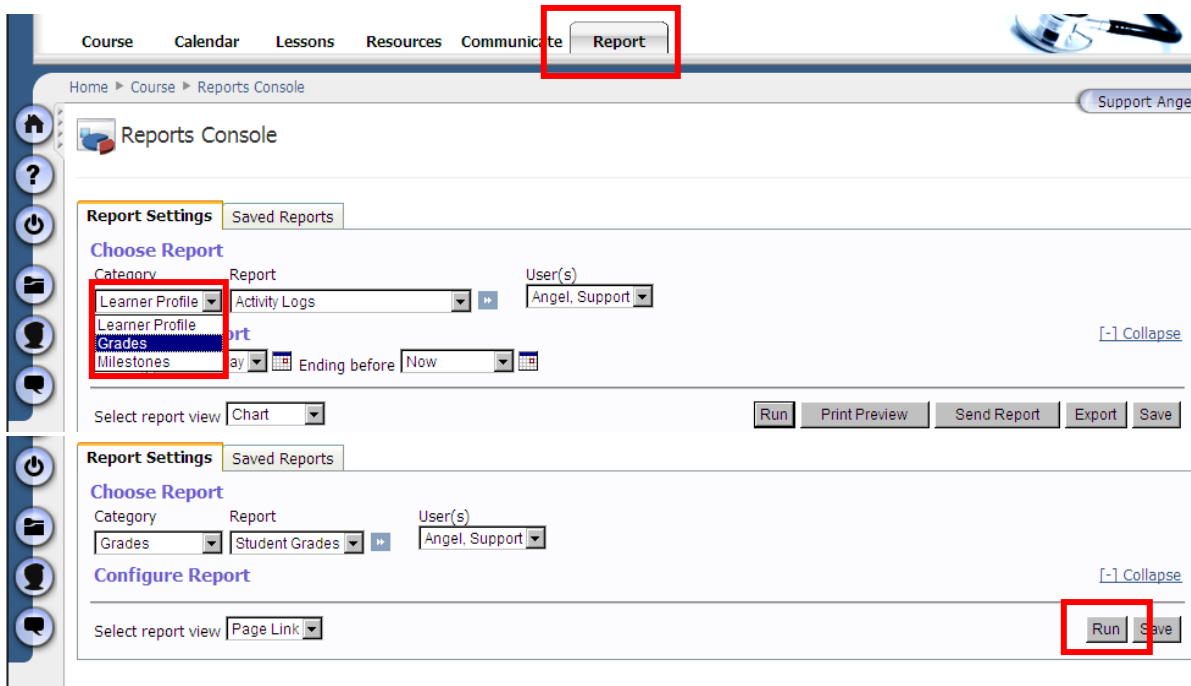 Course Calendar Lessons Resources Communicate Report
Home Course Reports Console
Support Ange
Reports Console
?
Report Settings Saved Reports
Choose Report
Category Report User(s)
Learner Profile Activity Logs Angel, Support
Learner Profile
Grades ort [-] Collapse
Milestones ay Ending before Now
Select report view Chart Run Print Preview Send Report Export Save
Report Settings Saved Reports
Choose Report
Category Report User(s)
Grades Student Grades Angel, Support
Configure Report [-] Collapse
Select report view Page Link Run Save